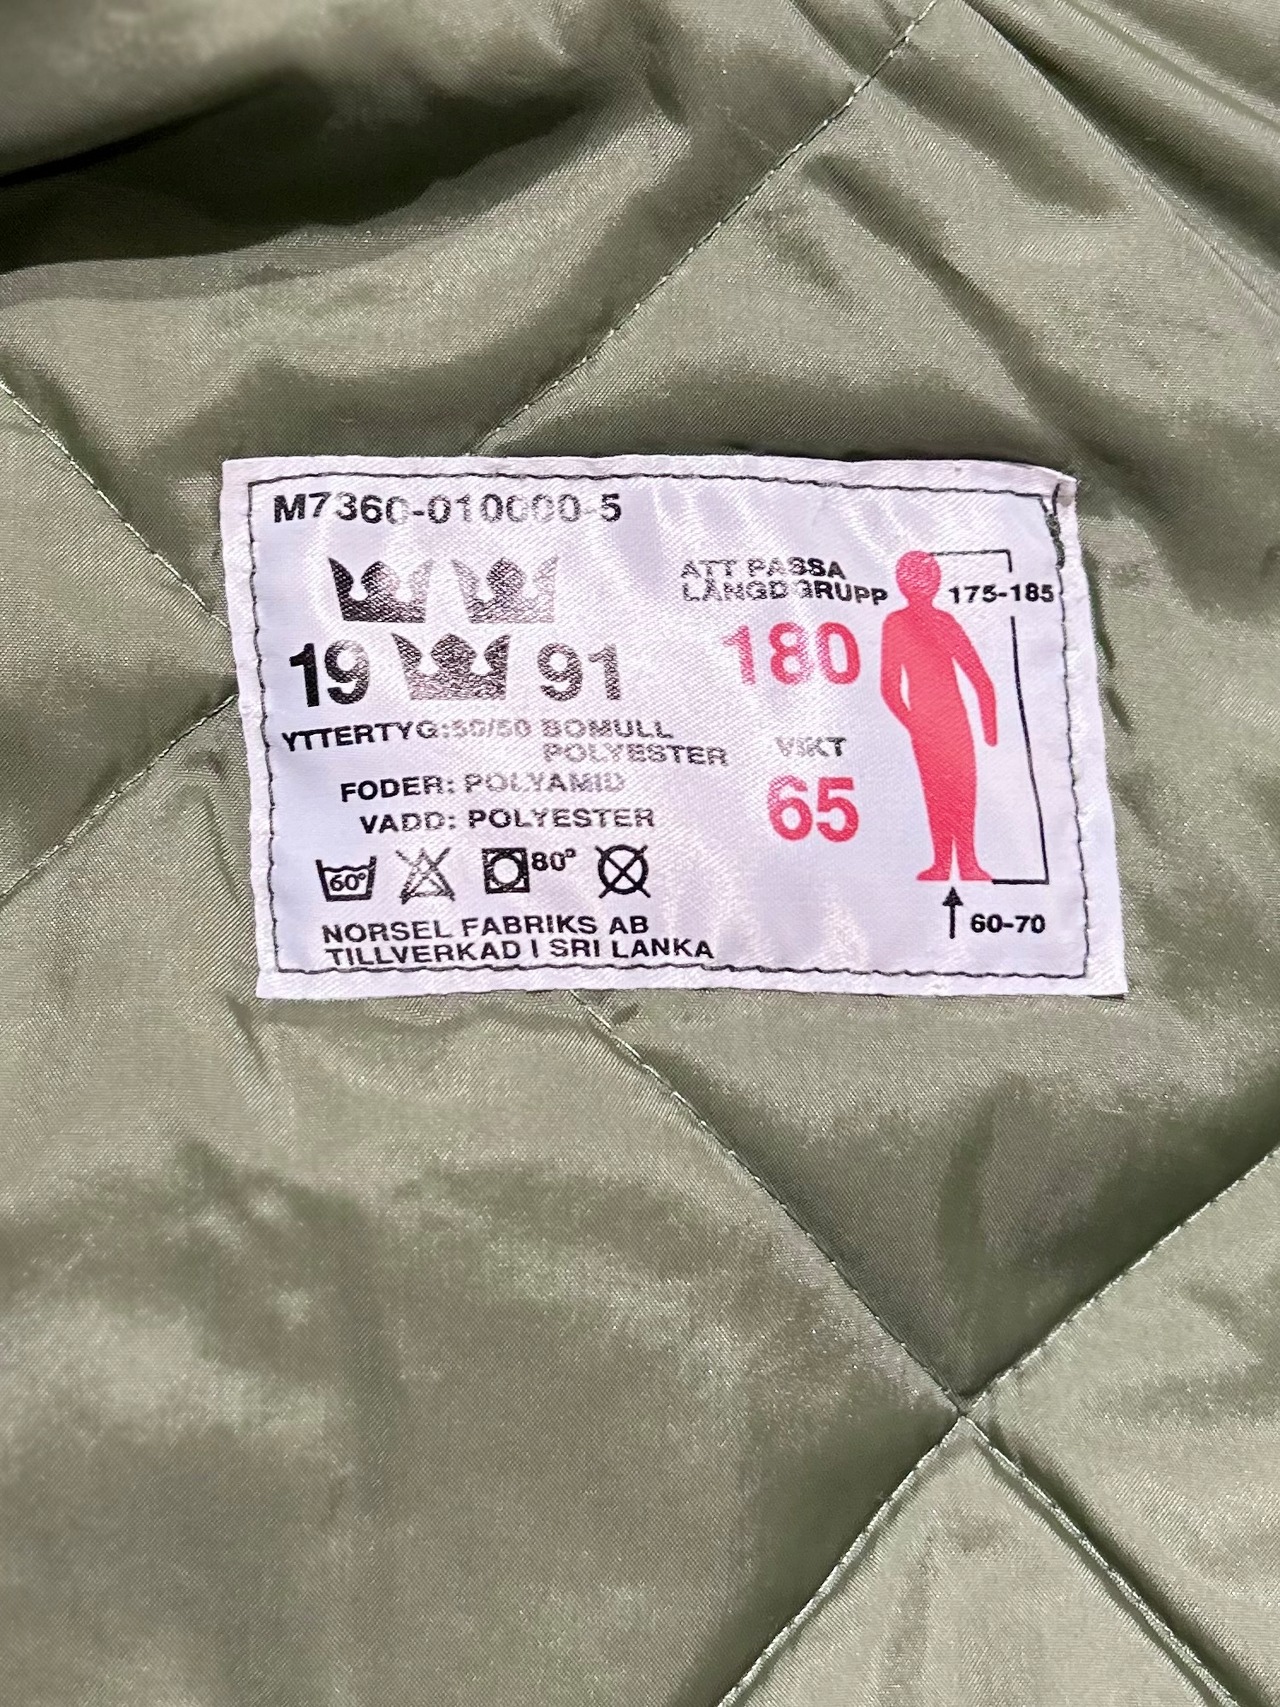 M7360-010000-5
19 91
YTTERTYG:50/50 BOMULL
POLYESTER
FODER: POLYAMID
VADD: POLYESTER
60° 80°
NORSEL FABRIKS AB
TILLVERKAD I SRI LANKA
ATT PASSA
LÄNGDGRUPP
180
175-185
VIKT
65
60-70